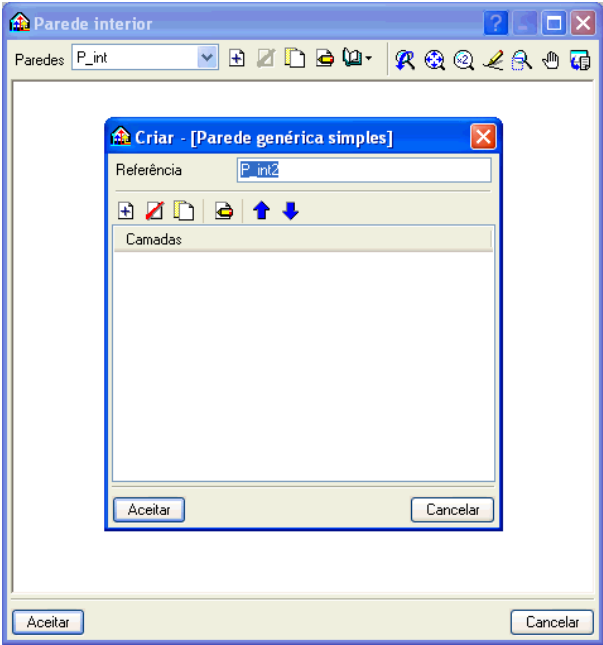 Parede interior
Paredes P_int
Criar - [Parede genérica simples]
Referência P_int2
Camadas
Aceitar Cancelar
Aceitar Cancelar